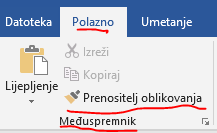 Datoteka Polazno Umetanje
Izreži
Kopiraj
Lijepljenje
Prenositelj oblikovanja
Međuspremnik